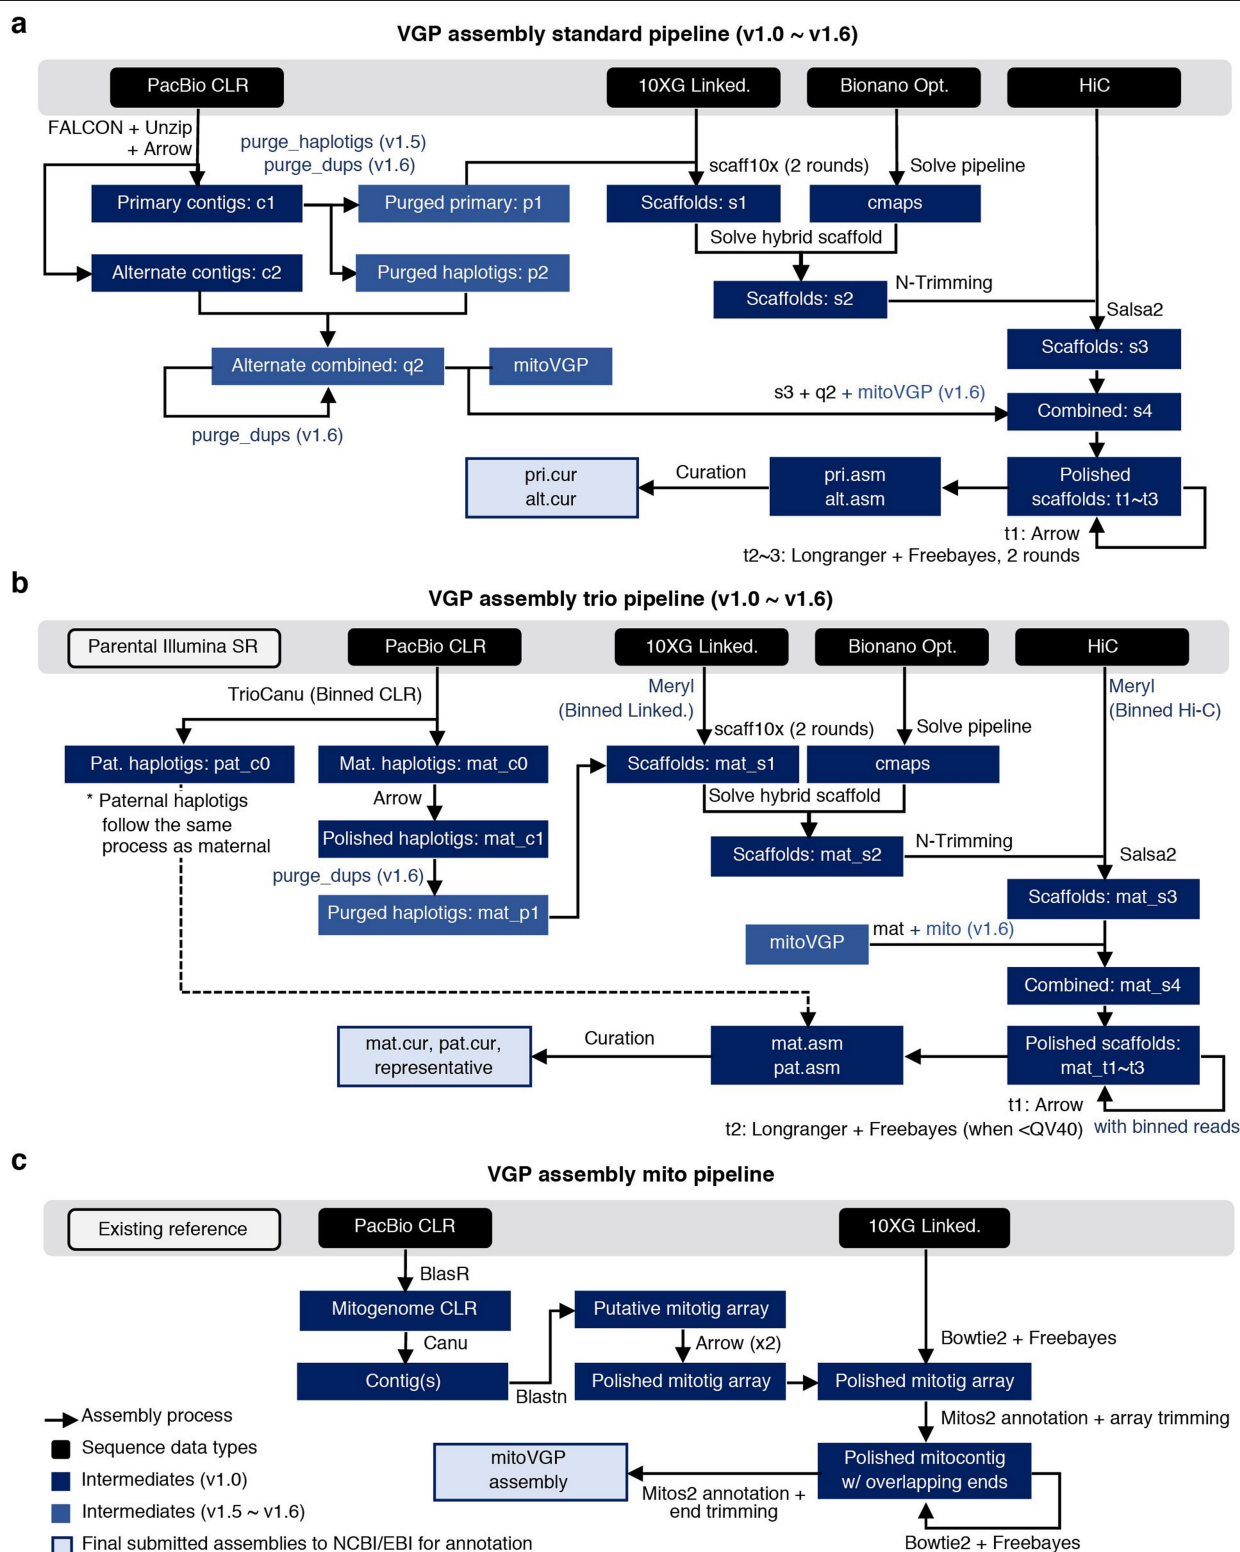 a
VGP assembly standard pipeline (v1.0 ~ v1.6)
PacBio CLR
10XG Linked.
Bionano Opt.
HiC
FALCON + Unzip
+ Arrow
purge_haplotigs (v1.5)
purge_dups (v1.6)
scaff10x (2 rounds)
Solve pipeline
Primary contigs: c1
Purged primary: p1
Scaffolds: s1
cmaps
Solve hybrid scaffold
Alternate contigs: c2
Purged haplotigs: p2
N-Trimming
Scaffolds: s2
Salsa2
Scaffolds: s3
Alternate combined: q2
mitoVGP
s3 + q2 + mitoVGP (v1.6)
Combined: s4
purge_dups (v1.6)
pri.cur
alt.cur
Curation
pri.asm
alt.asm
Polished
scaffolds: t1~t3
t1: Arrow
t2~3: Longranger + Freebayes, 2 rounds
b
VGP assembly trio pipeline (v1.0 ~ v1.6)
Parental Illumina SR
PacBio CLR
10XG Linked.
Bionano Opt.
HiC
TrioCanu (Binned CLR)
Meryl
(Binned Linked.)
Meryl
(Binned Hi-C)
scaff10x (2 rounds)
Solve pipeline
Pat. haplotigs: pat_c0
Mat. haplotigs: mat_c0
Scaffolds: mat_s1
cmaps
* Paternal haplotigs
follow the same
process as maternal
Arrow
Solve hybrid scaffold
Polished haplotigs: mat_c1
N-Trimming
Scaffolds: mat_s2
Salsa2
purge_dups (v1.6)
Scaffolds: mat_s3
Purged haplotigs: mat_p1
mitoVGP
mat + mito (v1.6)
Combined: mat_s4
mat.cur, pat.cur,
representative
Curation
mat.asm
pat.asm
Polished scaffolds:
mat_t1~t3
t1: Arrow
t2: Longranger + Freebayes (when <QV40)
with binned reads
c
VGP assembly mito pipeline
Existing reference
PacBio CLR
10XG Linked.
BlasR
Mitogenome CLR
Putative mitotig array
Canu
Arrow (x2)
Bowtie2 + Freebayes
Contig(s)
Blastn
Polished mitotig array
Polished mitotig array
Mitos2 annotation + array trimming
mitoVGP
assembly
Mitos2 annotation +
end trimming
Polished mitocontig
w/ overlapping ends
Bowtie2 + Freebayes
Assembly process
Sequence data types
Intermediates (v1.0)
Intermediates (v1.5 ~ v1.6)
Final submitted assemblies to NCBI/EBI for annotation